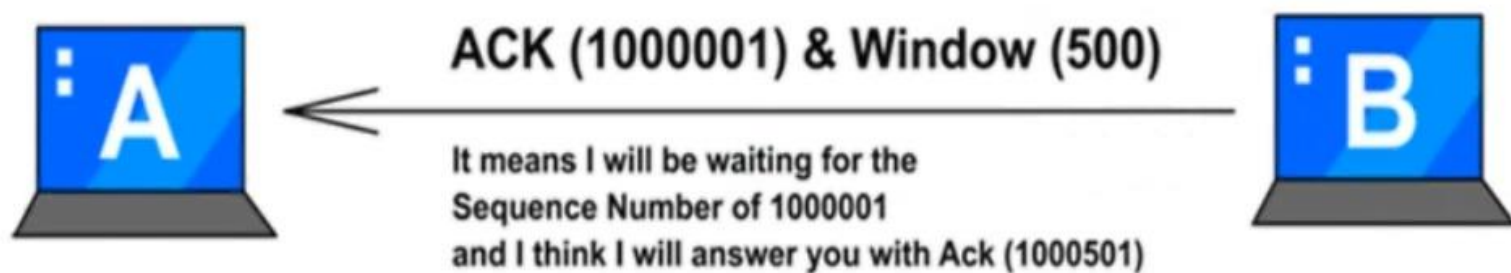 ACK (1000001) & Window (500)
A
B
It means I will be waiting for the
Sequence Number of 1000001
and I think I will answer you with Ack (1000501)